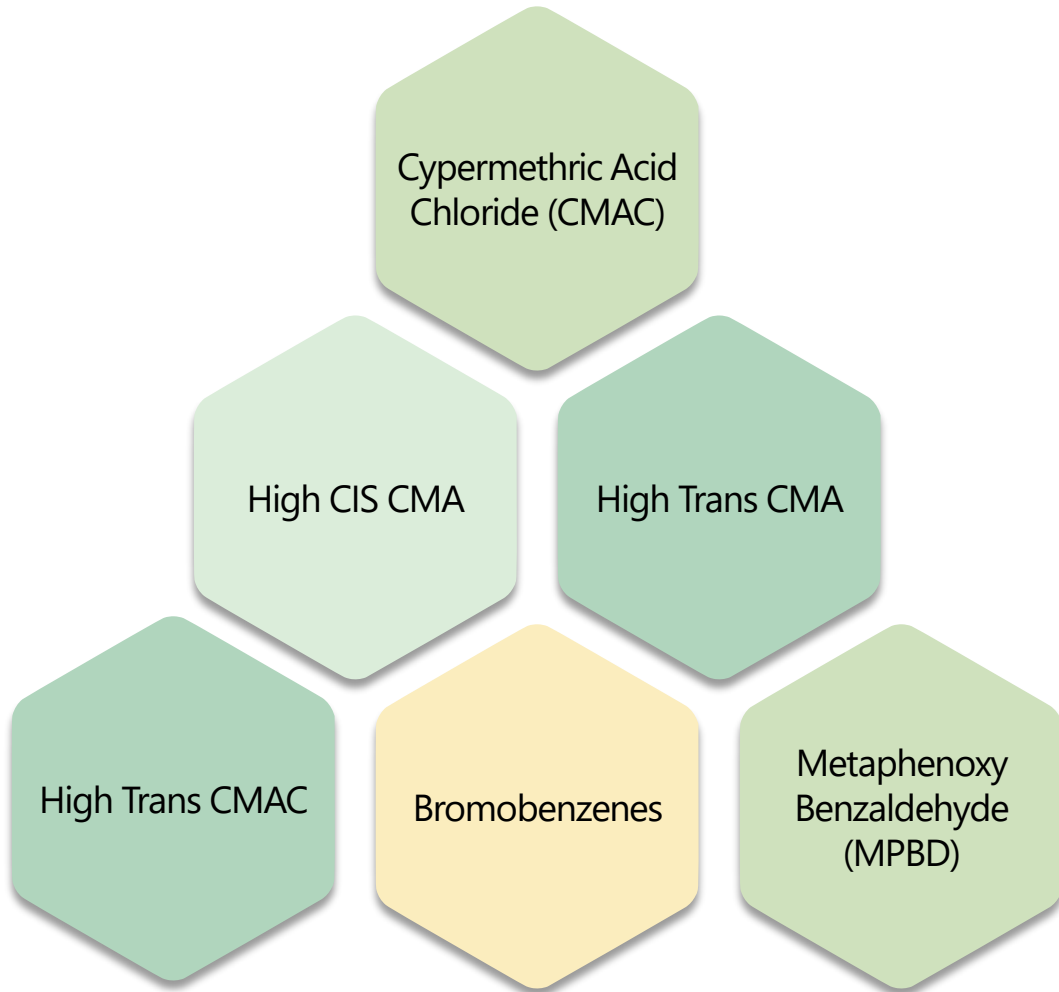 Cypermethric Acid
Chloride (CMAC)
High CIS CMA
High Trans CMA
High Trans CMAC
Bromobenzenes
Metaphenoxy
Benzaldehyde
(MPBD)